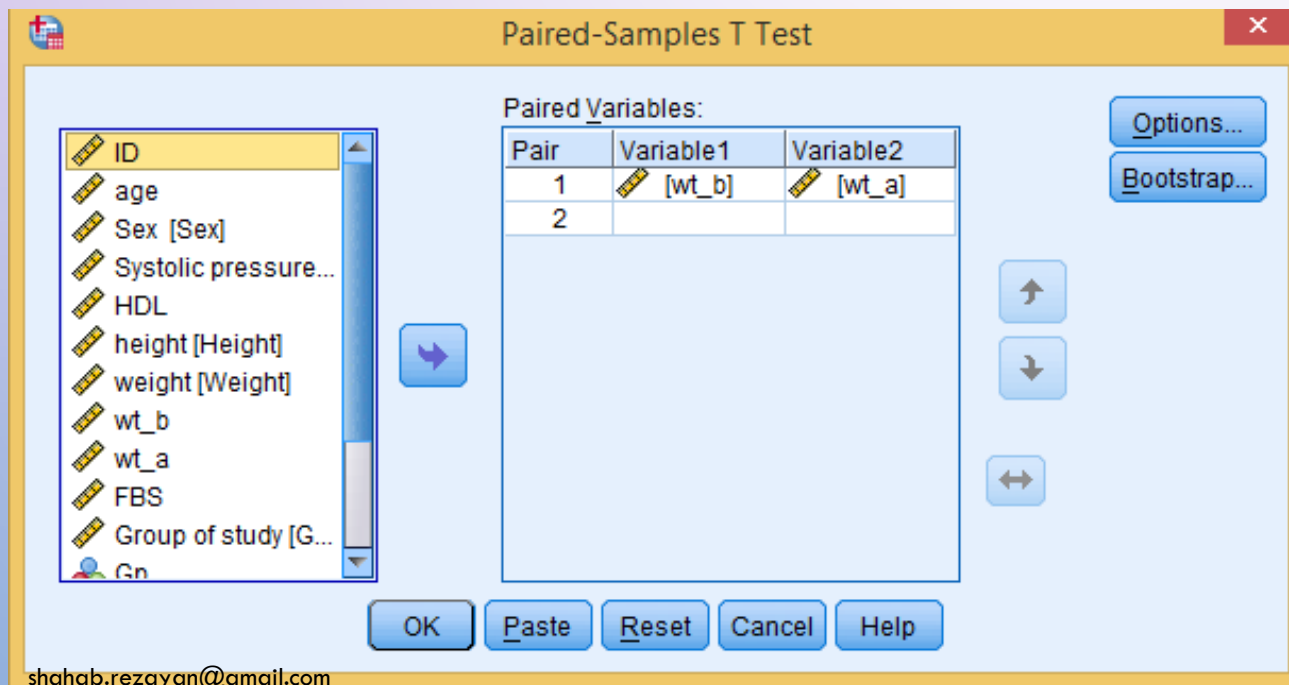 Paired-Samples T Test
Paired Variables:
ID
age
Sex [Sex]
Systolic pressure...
HDL
height [Height]
weight [Weight]
wt_b
wt_a
FBS
Group of study [G...
Gp
Pair Variable1 Variable2
1 [wt_b] [wt_a]
2
Options...
Bootstrap...
OK Paste Reset Cancel Help
shahab.rezayan@gmail.com